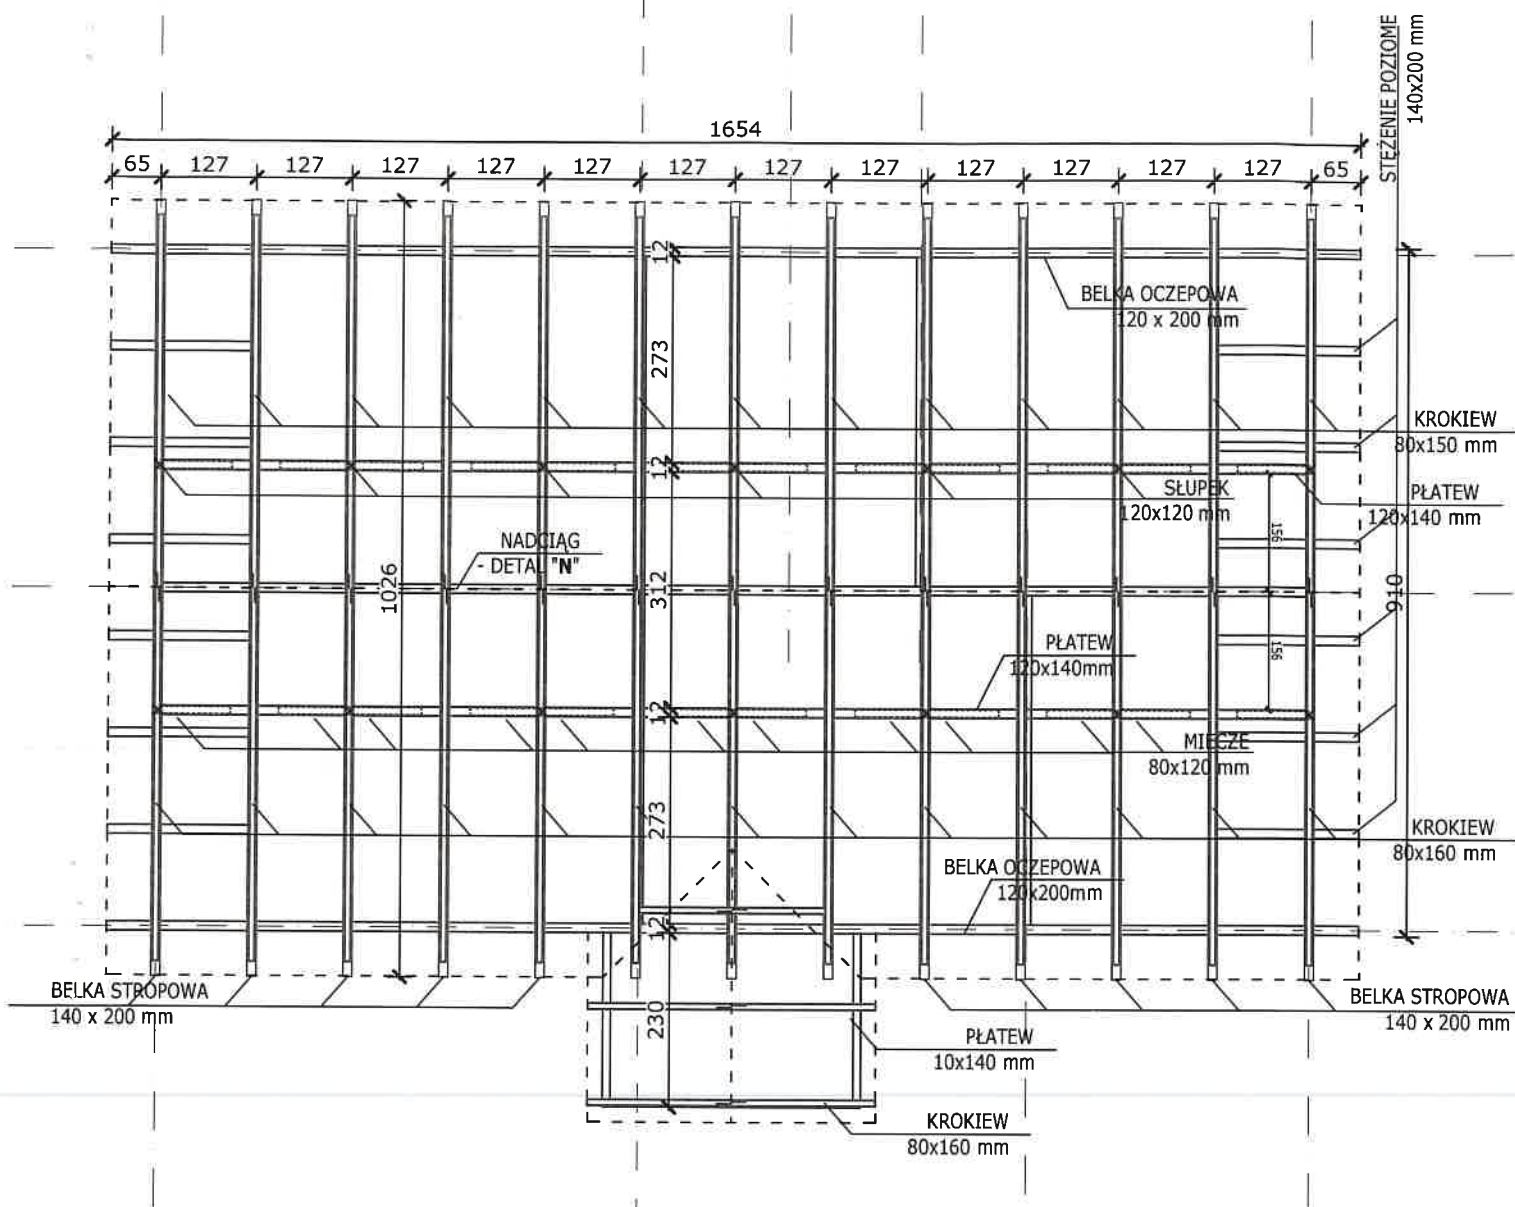 STĘŻENIE POZIOME
140x200 mm
1654
65 127 127 127 127 127 127 127 127 127 127 127 127 65
12
BELKA OCZEPOWA
120 x 200 mm
273
KROKIEW
80x150 mm
12
SŁUPEK
120x120 mm
PŁATEW
120x140 mm
156
NADCIĄG
- DETAL "N"
1026
312
910
PŁATEW
120x140mm
156
12
MIECZE
80x120 mm
273
KROKIEW
80x160 mm
BELKA OCZEPOWA
120x200mm
12
BELKA STROPOWA
140 x 200 mm
230
BELKA STROPOWA
140 x 200 mm
PŁATEW
10x140 mm
KROKIEW
80x160 mm